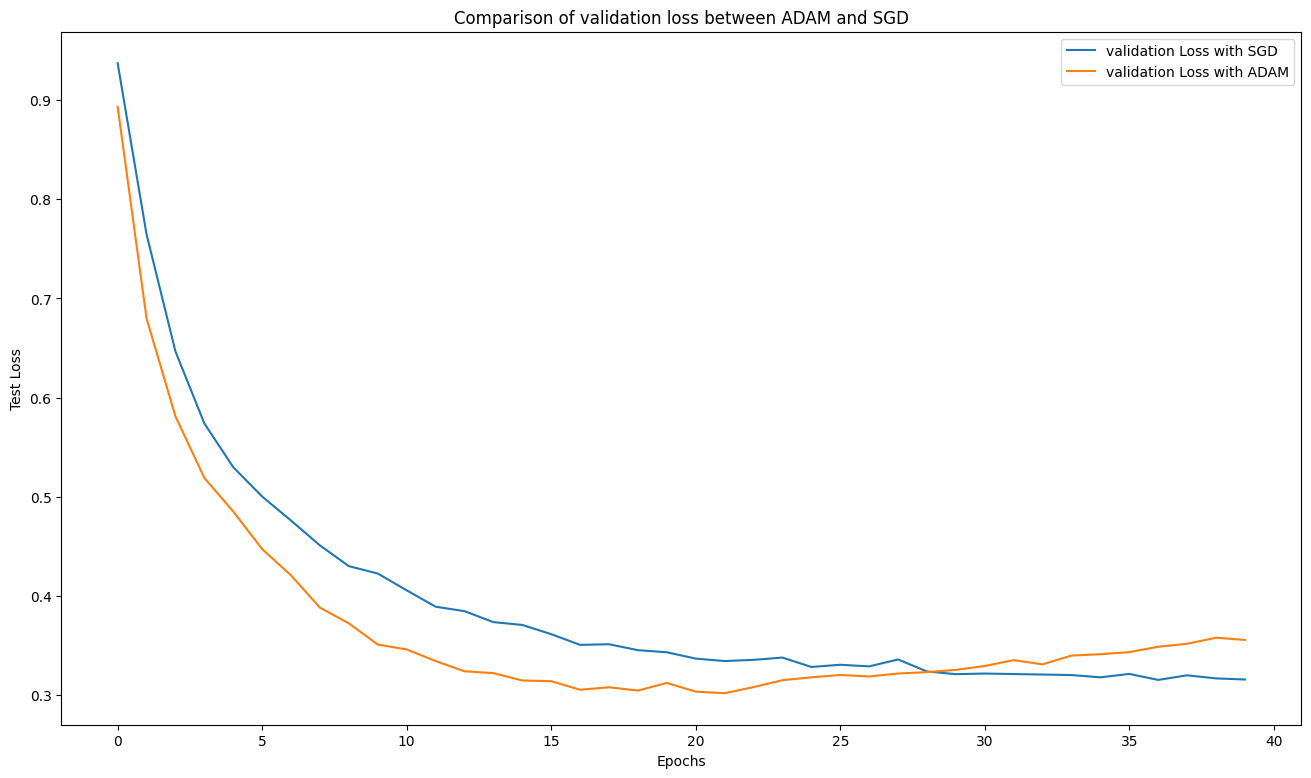 Comparison of validation loss between ADAM and SGD
validation Loss with SGD
validation Loss with ADAM
Test Loss
0.9
0.8
0.7
0.6
0.5
0.4
0.3
0 5 10 15 20 25 30 35 40
Epochs